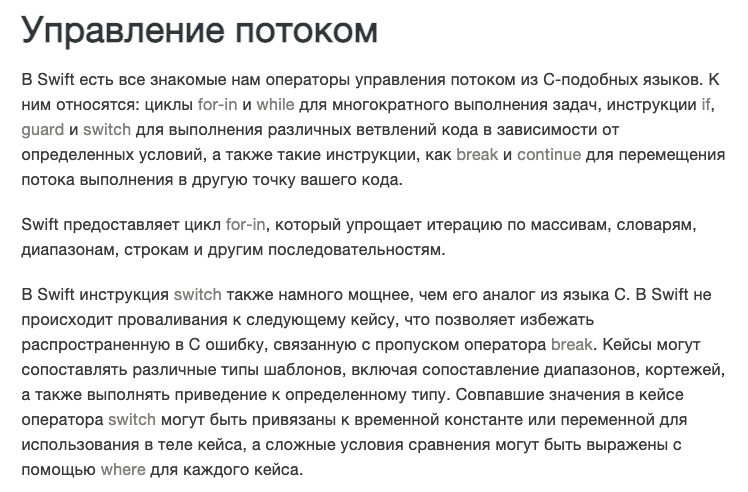 Управление потоком
В Swift есть все знакомые нам операторы управления потоком из C-подобных языков. К
ним относятся: циклы for-in и while для многократного выполнения задач, инструкции if,
guard и switch для выполнения различных ветвлений кода в зависимости от
определенных условий, а также такие инструкции, как break и continue для перемещения
потока выполнения в другую точку вашего кода.
Swift предоставляет цикл for-in, который упрощает итерацию по массивам, словарям,
диапазонам, строкам и другим последовательностям.
В Swift инструкция switch также намного мощнее, чем его аналог из языка C. В Swift не
происходит проваливания к следующему кейсу, что позволяет избежать
распространенную в C ошибку, связанную с пропуском оператора break. Кейсы могут
сопоставлять различные типы шаблонов, включая сопоставление диапазонов, кортежей,
а также выполнять приведение к определенному типу. Совпавшие значения в кейсе
оператора switch могут быть привязаны к временной константе или переменной для
использования в теле кейса, а сложные условия сравнения могут быть выражены с
помощью where для каждого кейса.